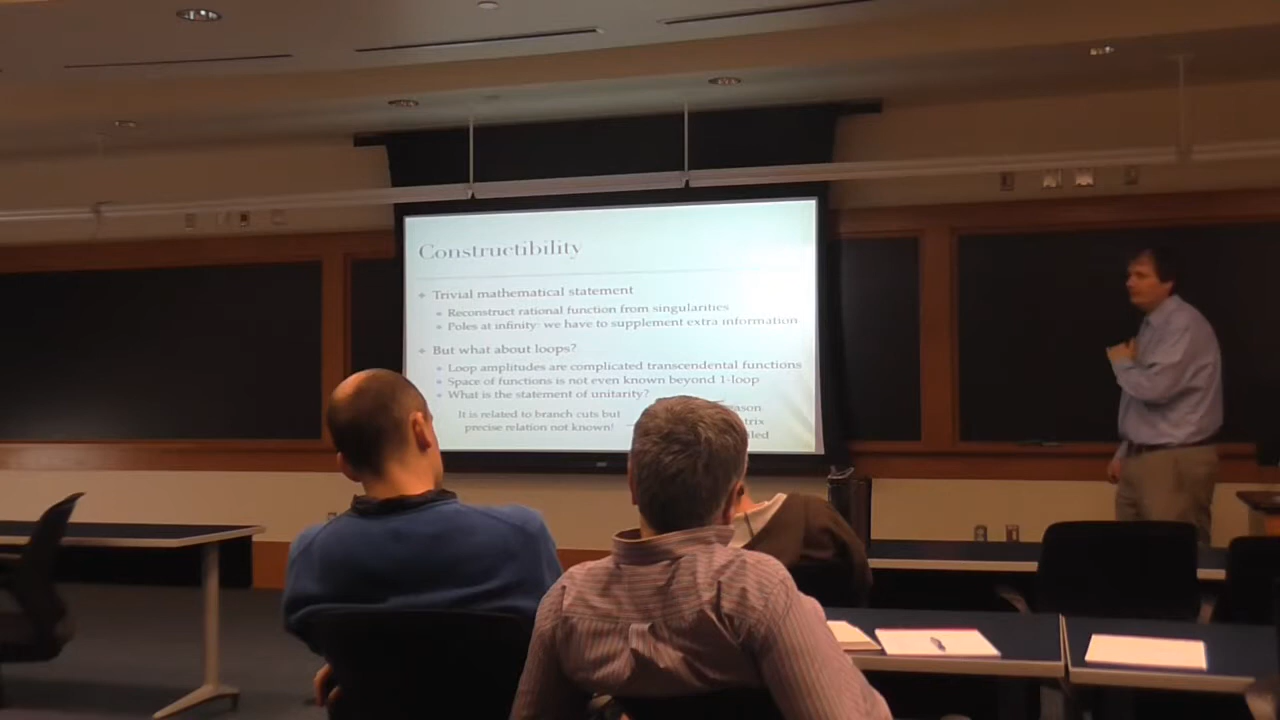 Constructibility
Trivial mathematical statement
Reconstruct rational function from singularities
Poles at infinity: we have to supplement extra information
But what about loops?
Loop amplitudes are complicated transcendental functions
Space of functions is not even known beyond 1-loop
What is the statement of unitarity?
It is related to branch cuts but
precise relation not known!